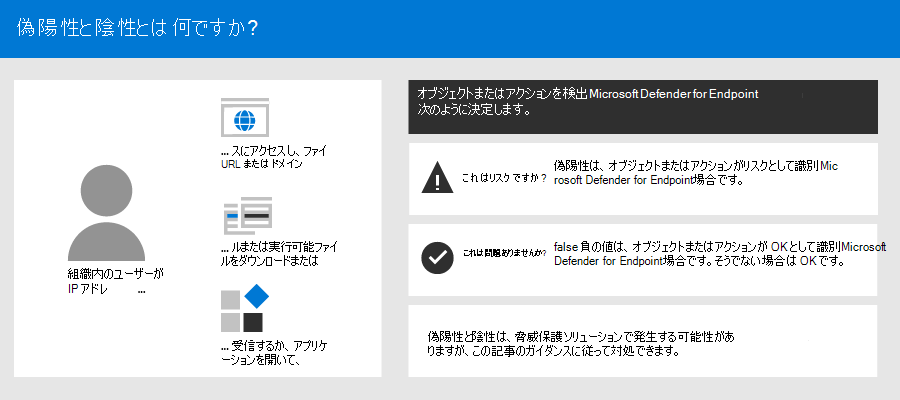 偽陽性と陰性とは 何ですか?
組織内のユーザーが
IPアドレ ...
... スにアクセスし、ファイ
URL または ドメイン
... ルまたは実行可能ファイ
ルをダウンロードまたは
... 受信するか、アプリケ
ーションを開いて、
オブジェクトまたはアクションを検出Microsoft Defender for Endpoint
次のように決定します。
これはリスクですか?
偽陽性は、オブジェクトまたはアクションがリスクとして識別Mic
rosoft Defender for Endpoint場合です。
これは問題ありませんか?
false 負の値は、オブジェクトまたはアクションが OKとして識別Microsoft
Defender for Endpoint場合です。そうでない場合は OKです。
偽陽性と陰性は、脅威保護ソリューションで発生する可能性があ
りますが、この記事のガイダンスに従って対処できます。